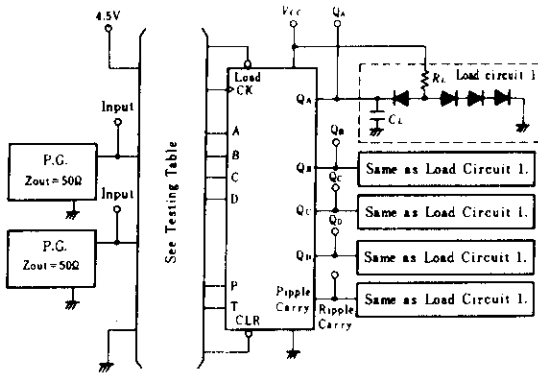 4.5V
VCC
QA
Load
CK
RL
Load circuit 1
Input
QA
CL
A
P.G.
Zout = 50Ω
B
C
D
QB
QB
Same as Load Circuit 1.
See Testing Table
Input
QC
QC
Same as Load Circuit 1.
P.G.
Zout = 50Ω
QD
QD
Same as Load Circuit 1.
P
T
Pipple
Carry
Ripple
Carry
Same as Load Circuit 1.
CLR